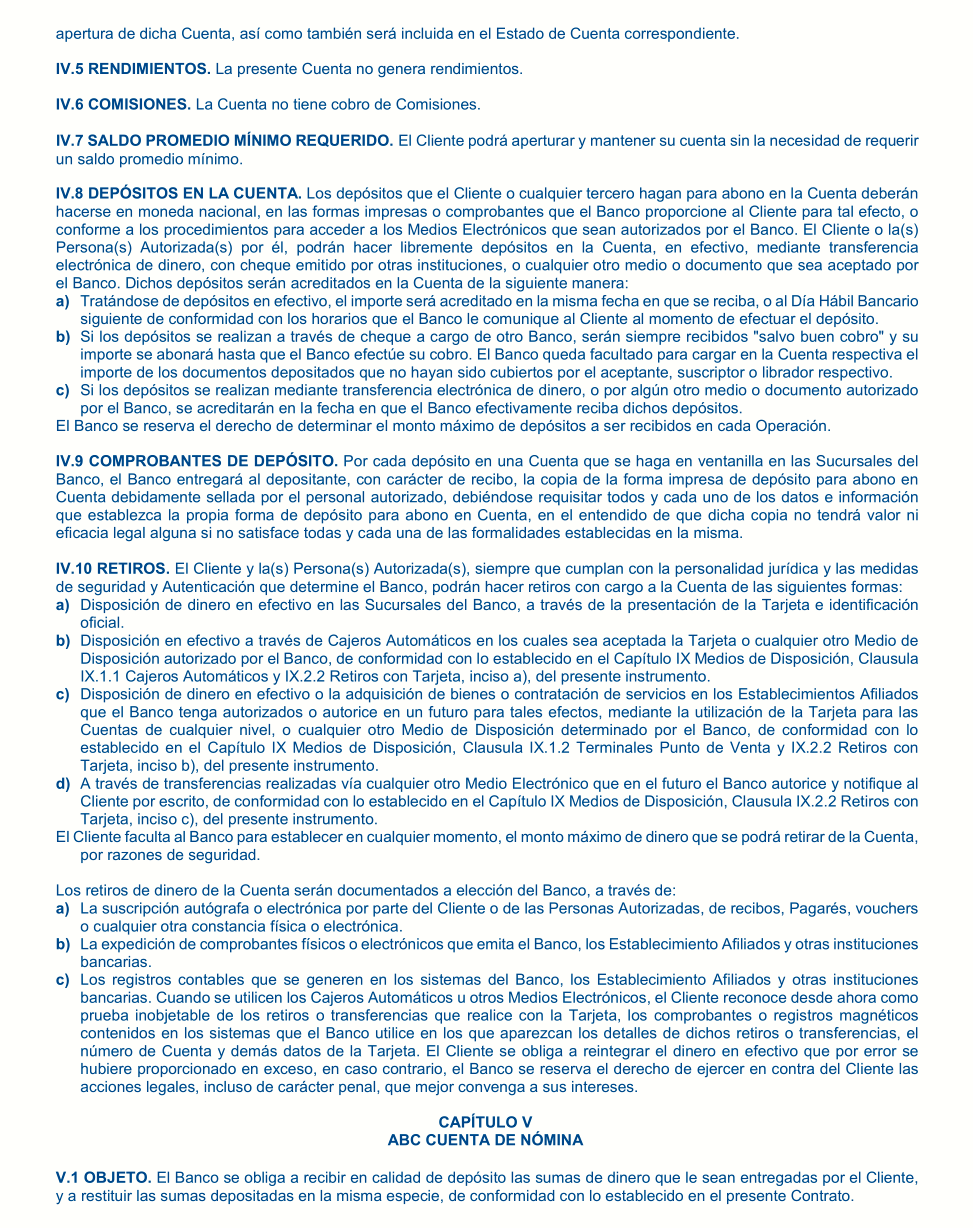 apertura de dicha Cuenta, así como también será incluida en el Estado de Cuenta correspondiente.
IV.5 RENDIMIENTOS. La presente Cuenta no genera rendimientos.
IV.6 COMISIONES. La Cuenta no tiene cobro de Comisiones.
IV.7 SALDO PROMEDIO MÍNIMO REQUERIDO. El Cliente podrá aperturar y mantener su cuenta sin la necesidad de requerir
un saldo promedio mínimo.
IV.8 DEPÓSITOS EN LA CUENTA. Los depósitos que el Cliente o cualquier tercero hagan para abono en la Cuenta deberán
hacerse en moneda nacional, en las formas impresas o comprobantes que el Banco proporcione al Cliente para tal efecto, o
conforme a los procedimientos para acceder a los Medios Electrónicos que sean autorizados por el Banco. El Cliente o la(s)
Persona(s) Autorizada(s) por él, podrán hacer libremente depósitos en la Cuenta, en efectivo, mediante transferencia
electrónica de dinero, con cheque emitido por otras instituciones, o cualquier otro medio o documento que sea aceptado por
el Banco. Dichos depósitos serán acreditados en la Cuenta de la siguiente manera:
a) Tratándose de depósitos en efectivo, el importe será acreditado en la misma fecha en que se reciba, o al Día Hábil Bancario
siguiente de conformidad con los horarios que el Banco le comunique al Cliente al momento de efectuar el depósito.
b) Si los depósitos se realizan a través de cheque a cargo de otro Banco, serán siempre recibidos "salvo buen cobro" y su
importe se abonará hasta que el Banco efectúe su cobro. El Banco queda facultado para cargar en la Cuenta respectiva el
importe de los documentos depositados que no hayan sido cubiertos por el aceptante, suscriptor o librador respectivo.
c) Si los depósitos se realizan mediante transferencia electrónica de dinero, o por algún otro medio o documento autorizado
por el Banco, se acreditarán en la fecha en que el Banco efectivamente reciba dichos depósitos.
El Banco se reserva el derecho de determinar el monto máximo de depósitos a ser recibidos en cada Operación.
IV.9 COMPROBANTES DE DEPÓSITO. Por cada depósito en una Cuenta que se haga en ventanilla en las Sucursales del
Banco, el Banco entregará al depositante, con carácter de recibo, la copia de la forma impresa de depósito para abono en
Cuenta debidamente sellada por el personal autorizado, debiéndose requisitar todos y cada uno de los datos e información
que establezca la propia forma de depósito para abono en Cuenta, en el entendido de que dicha copia no tendrá valor ni
eficacia legal alguna si no satisface todas y cada una de las formalidades establecidas en la misma.
IV.10 RETIROS. El Cliente y la(s) Persona(s) Autorizada(s), siempre que cumplan con la personalidad jurídica y las medidas
de seguridad y Autenticación que determine el Banco, podrán hacer retiros con cargo a la Cuenta de las siguientes formas:
a) Disposición de dinero en efectivo en las Sucursales del Banco, a través de la presentación de la Tarjeta e identificación
oficial.
b) Disposición en efectivo a través de Cajeros Automáticos en los cuales sea aceptada la Tarjeta o cualquier otro Medio de
Disposición autorizado por el Banco, de conformidad con lo establecido en el Capítulo IX Medios de Disposición, Clausula
IX.1.1 Cajeros Automáticos y IX.2.2 Retiros con Tarjeta, inciso a), del presente instrumento.
c) Disposición de dinero en efectivo o la adquisición de bienes o contratación de servicios en los Establecimientos Afiliados
que el Banco tenga autorizados o autorice en un futuro para tales efectos, mediante la utilización de la Tarjeta para las
Cuentas de cualquier nivel, o cualquier otro Medio de Disposición determinado por el Banco, de conformidad con lo
establecido en el Capítulo IX Medios de Disposición, Clausula IX.1.2 Terminales Punto de Venta y IX.2.2 Retiros con
Tarjeta, inciso b), del presente instrumento.
d) A través de transferencias realizadas vía cualquier otro Medio Electrónico que en el futuro el Banco autorice y notifique al
Cliente por escrito, de conformidad con lo establecido en el Capítulo IX Medios de Disposición, Clausula IX.2.2 Retiros con
Tarjeta, inciso c), del presente instrumento.
El Cliente faculta al Banco para establecer en cualquier momento, el monto máximo de dinero que se podrá retirar de la Cuenta,
por razones de seguridad.
Los retiros de dinero de la Cuenta serán documentados a elección del Banco, a través de:
a) La suscripción autógrafa o electrónica por parte del Cliente o de las Personas Autorizadas, de recibos, Pagarés, vouchers
o cualquier otra constancia física o electrónica.
b) La expedición de comprobantes físicos o electrónicos que emita el Banco, los Establecimiento Afiliados y otras instituciones
bancarias.
c) Los registros contables que se generen en los sistemas del Banco, los Establecimiento Afiliados y otras instituciones
bancarias. Cuando se utilicen los Cajeros Automáticos u otros Medios Electrónicos, el Cliente reconoce desde ahora como
prueba inobjetable de los retiros o transferencias que realice con la Tarjeta, los comprobantes o registros magnéticos
contenidos en los sistemas que el Banco utilice en los que aparezcan los detalles de dichos retiros o transferencias, el
número de Cuenta y demás datos de la Tarjeta. El Cliente se obliga a reintegrar el dinero en efectivo que por error se
hubiere proporcionado en exceso, en caso contrario, el Banco se reserva el derecho de ejercer en contra del Cliente las
acciones legales, incluso de carácter penal, que mejor convenga a sus intereses.
CAPÍTULO V
ABC CUENTA DE NÓMINA
V.1 OBJETO. El Banco se obliga a recibir en calidad de depósito las sumas de dinero que le sean entregadas por el Cliente,
y a restituir las sumas depositadas en la misma especie, de conformidad con lo establecido en el presente Contrato.